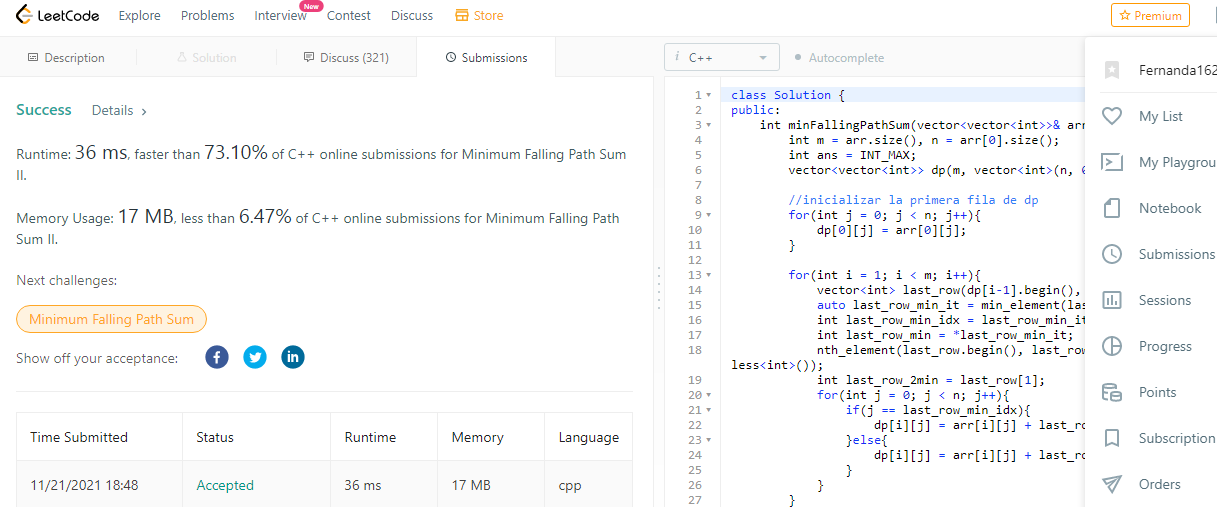 LeetCode Explore Problems Interview New Contest Discuss Store Premium
Description Solution Discuss (321) Submissions
Success Details >
Runtime: 36 ms, faster than 73.10% of C++ online submissions for Minimum Falling Path Sum
II.
Memory Usage: 17 MB, less than 6.47% of C++ online submissions for Minimum Falling Path
Sum II.
Next challenges:
Minimum Falling Path Sum
Show off your acceptance:
Time Submitted Status Runtime Memory Language
11/21/2021 18:48 Accepted 36 ms 17 MB cpp
i C++ Autocomplete
1 class Solution {
2 public:
3 int minFallingPathSum(vector<vector<int>>& arr
4 int m = arr.size(), n = arr[0].size();
5 int ans = INT_MAX;
6 vector<vector<int>> dp(m, vector<int>(n, 0
7
8 //inicializar la primera fila de dp
9 for(int j = 0; j < n; j++){
10 dp[0][j] = arr[0][j];
11 }
12
13 for(int i = 1; i < m; i++){
14 vector<int> last_row(dp[i-1].begin(),
15 auto last_row_min_it = min_element(las
16 int last_row_min_idx = last_row_min_it
17 int last_row_min = *last_row_min_it;
18 nth_element(last_row.begin(), last_row
less<int>());
19 int last_row_2min = last_row[1];
20 for(int j = 0; j < n; j++){
21 if(j == last_row_min_idx){
22 dp[i][j] = arr[i][j] + last_ro
23 }else{
24 dp[i][j] = arr[i][j] + last_ro
25 }
26 }
27 }
Fernanda162
My List
My Playgrou
Notebook
Submissions
Sessions
Progress
Points
Subscription
Orders